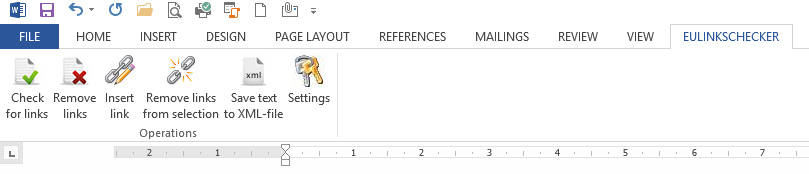 FILE HOME INSERT DESIGN PAGE LAYOUT REFERENCES MAILINGS REVIEW VIEW EULINKSCHECKER
xml
Check Remove Insert Remove links Save text Settings
for links links link from selection to XML-file
Operations
L 2 1 1 2 3 4 5 6 7